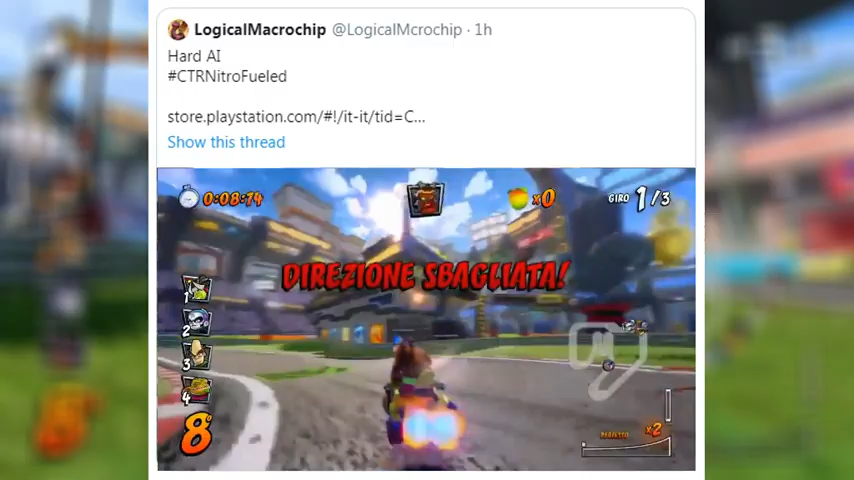 LogicalMacrochip @LogicalMcrochip · 1h
Hard AI
#CTRNitroFueled
store.playstation.com/#!/it-it/tid=C...
Show this thread
0:08:74
x0
GIRO 1/3
DIREZIONE SBAGLIATA!
1
2
3
4
8°
PERFETTO x2